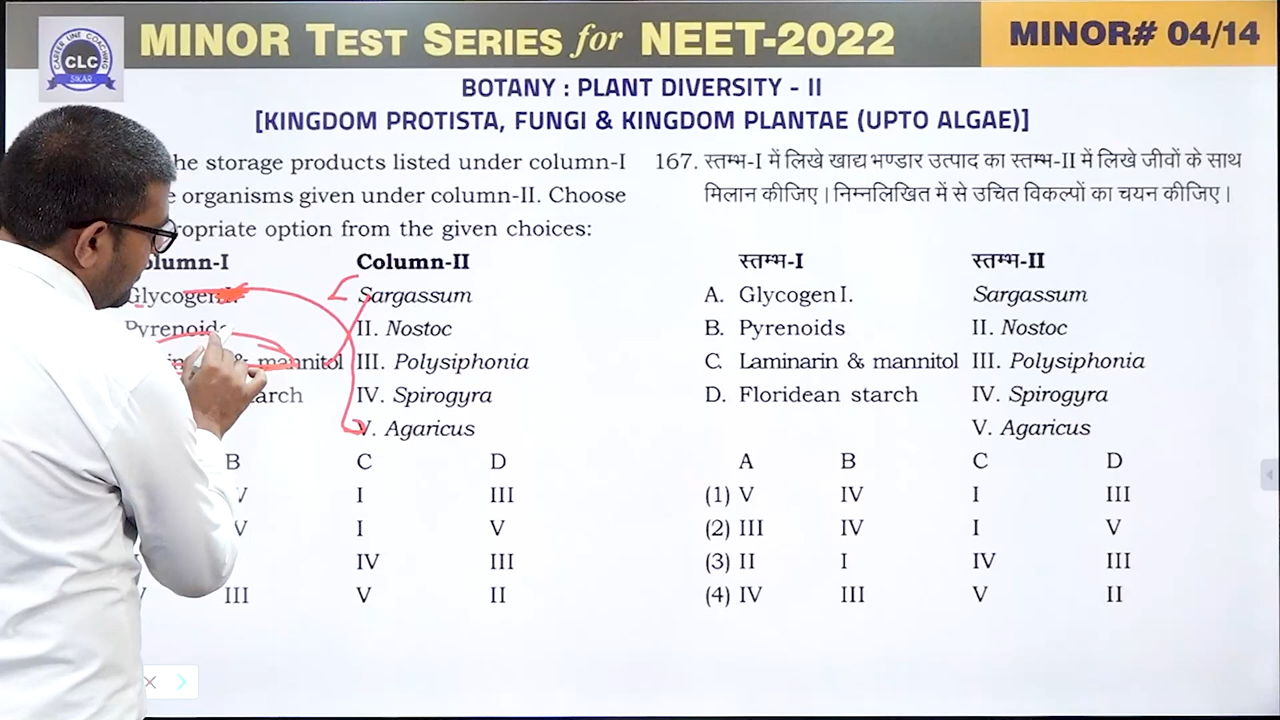 MINOR TEST SERIES for NEET-2022
MINOR# 04/14
CAREER LINE COACHING
CLC
SIKAR
BOTANY : PLANT DIVERSITY - II
[KINGDOM PROTISTA, FUNGI & KINGDOM PLANTAE (UPTO ALGAE)]
he storage products listed under column-I
organisms given under column-II. Choose
ropriate option from the given choices:
olumn-I Column-II
Glycogen I. Sargassum
Pyrenoids II. Nostoc
& mannitol III. Polysiphonia
arch IV. Spirogyra
V. Agaricus
B C D
V I III
V I V
IV III
III V II
167. स्तम्भ-I में लिखे खाद्य भण्डार उत्पाद का स्तम्भ-II में लिखे जीवों के साथ
मिलान कीजिए। निम्नलिखित में से उचित विकल्पों का चयन कीजिए।
स्तम्भ-I स्तम्भ-II
A. Glycogen I. Sargassum
B. Pyrenoids II. Nostoc
C. Laminarin & mannitol III. Polysiphonia
D. Floridean starch IV. Spirogyra
V. Agaricus
A B C D
(1) V IV I III
(2) III IV I V
(3) II I IV III
(4) IV III V II